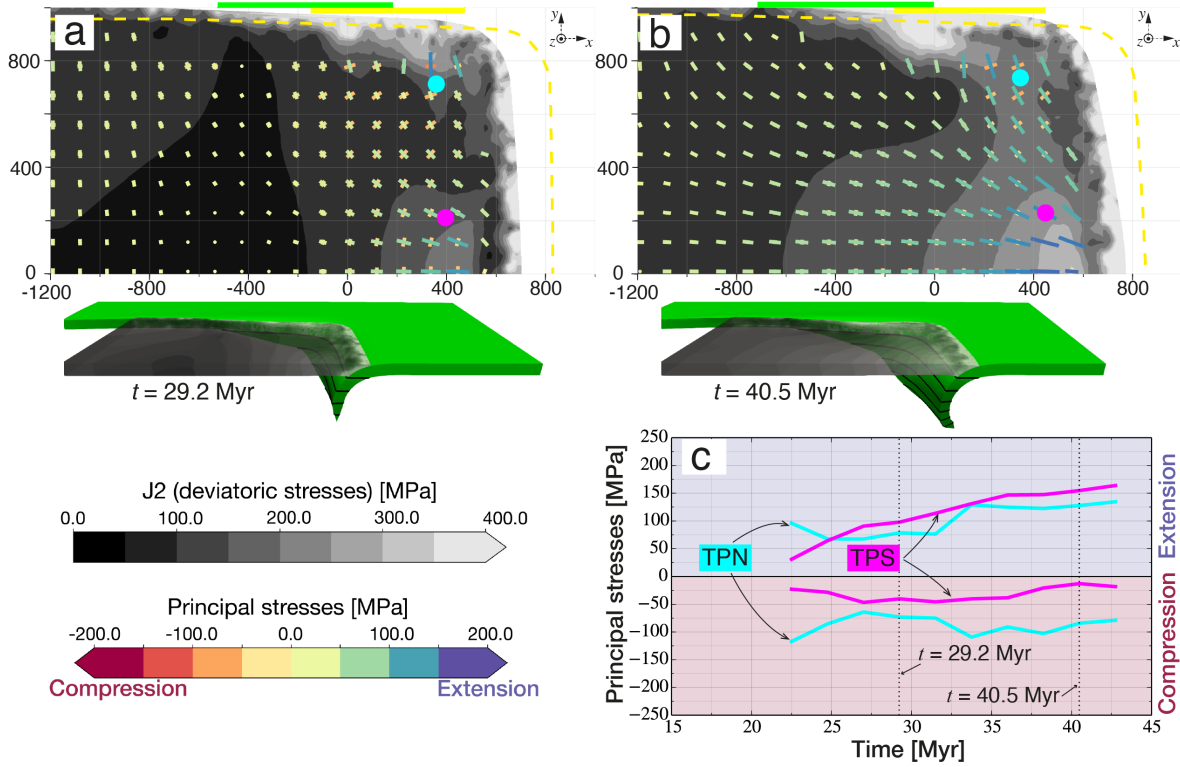 a
y
z
x
800
400
0
-1200
-800
-400
0
400
800
t = 29.2 Myr
b
y
z
x
800
400
0
-1200
-800
-400
0
400
800
t = 40.5 Myr
J2 (deviatoric stresses) [MPa]
0.0 100.0 200.0 300.0 400.0
Principal stresses [MPa]
-200.0 -100.0 0.0 100.0 200.0
Compression Extension
c
Principal stresses [MPa]
250
200
150
100
50
0
−50
−100
−150
−200
−250
TPN
TPS
t = 29.2 Myr
t = 40.5 Myr
Extension
Compression
15 20 25 30 35 40 45
Time [Myr]